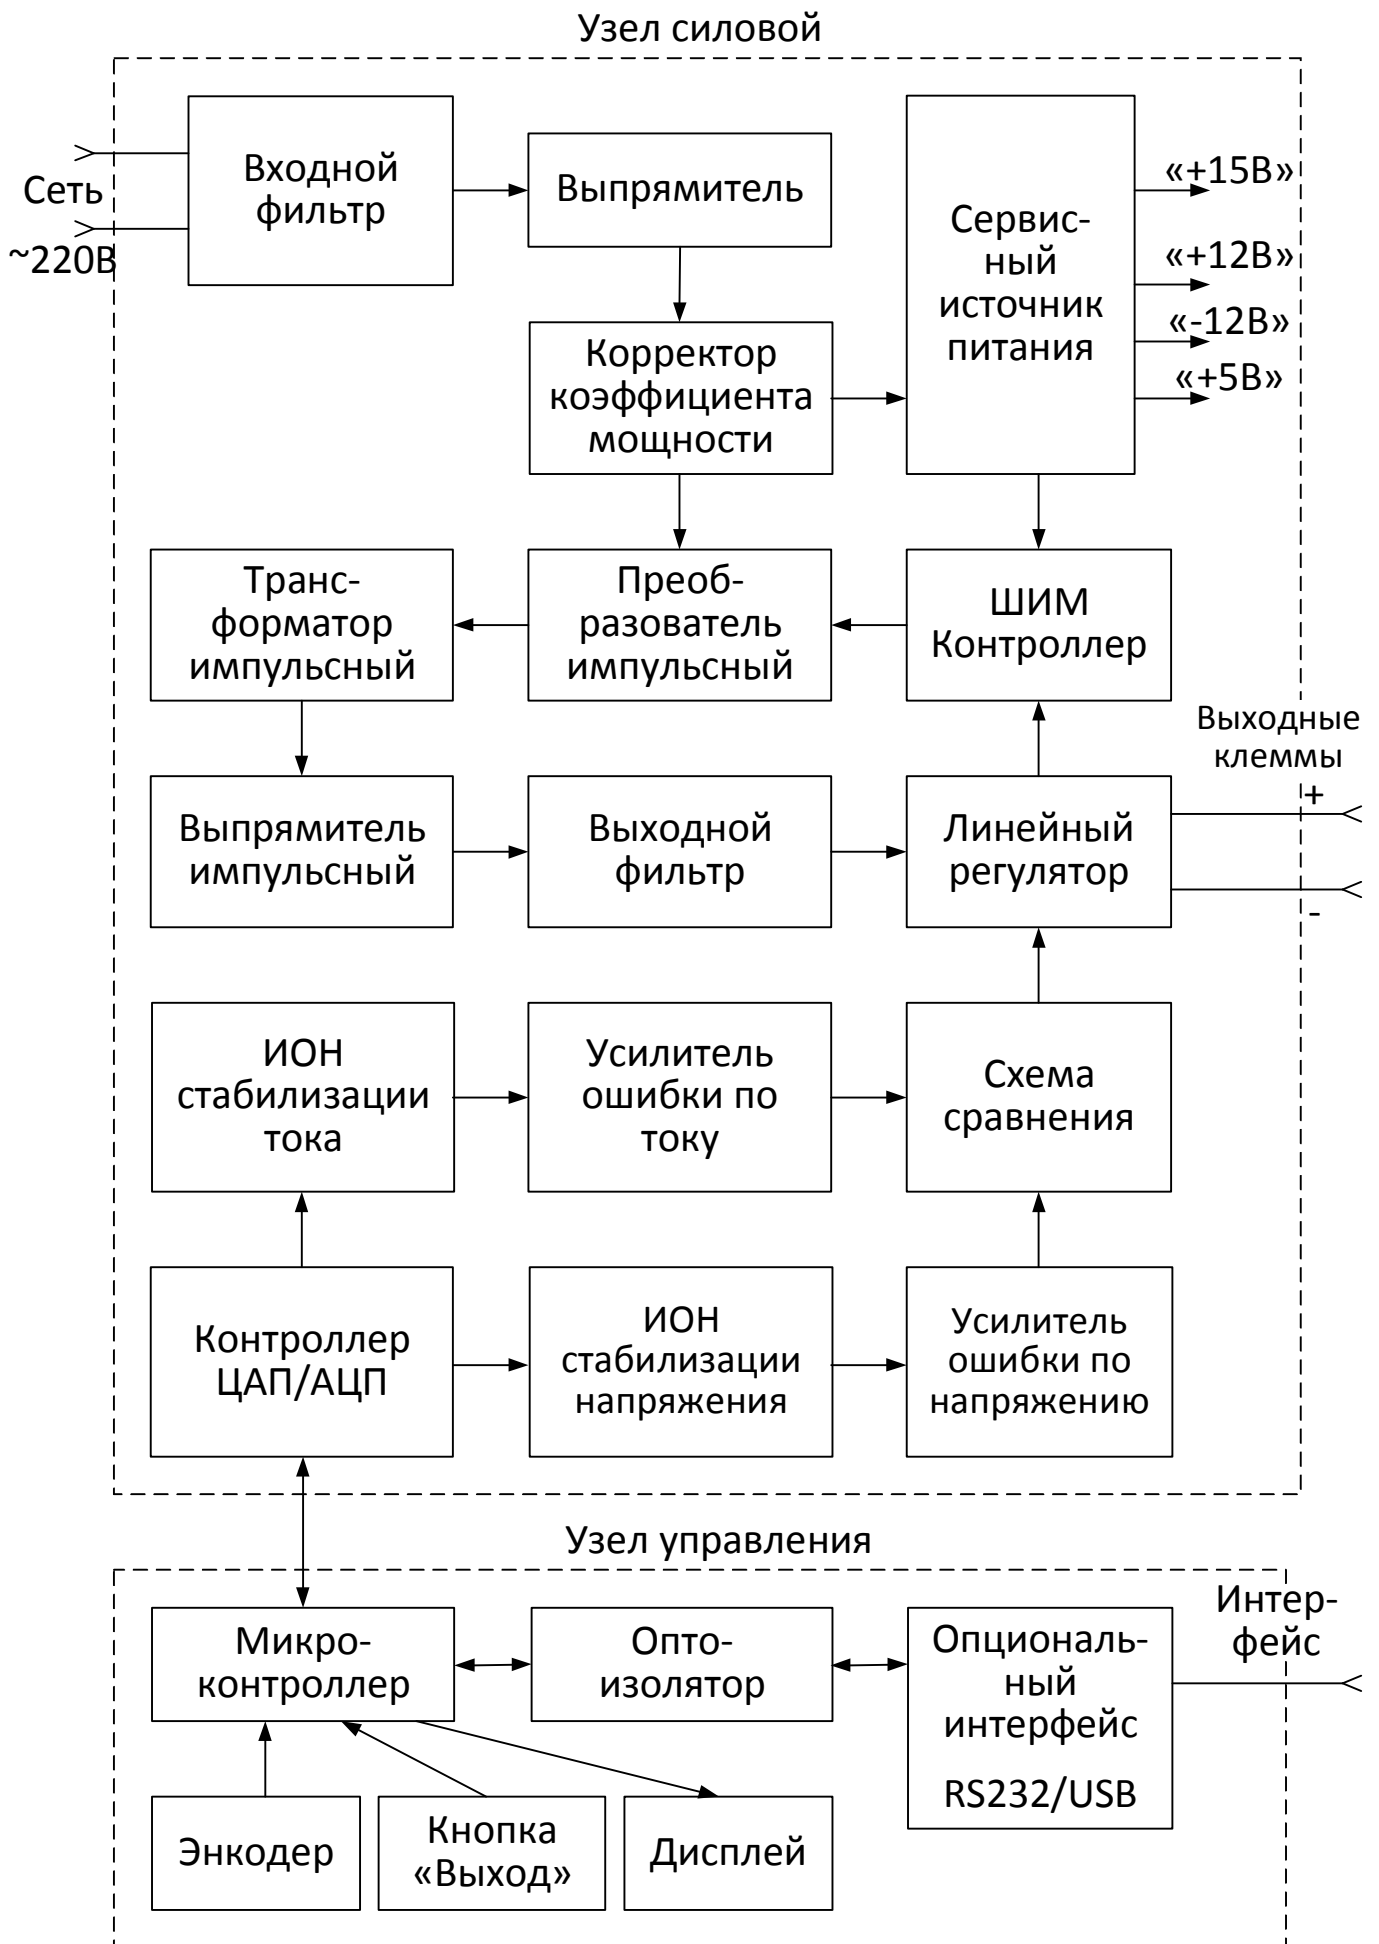 Узел силовой
Сеть
~220В
Входной
фильтр
Выпрямитель
Сервис-
ный
источник
питания
«+15В»
«+12В»
«-12В»
«+5В»
Корректор
коэффициента
мощности
Транс-
форматор
импульсный
Преоб-
разователь
импульсный
ШИМ
Контроллер
Выходные
клеммы
+
-
Выпрямитель
импульсный
Выходной
фильтр
Линейный
регулятор
ИОН
стабилизации
тока
Усилитель
ошибки по
току
Схема
сравнения
Контроллер
ЦАП/АЦП
ИОН
стабилизации
напряжения
Усилитель
ошибки по
напряжению
Узел управления
Микро-
контроллер
Опто-
изолятор
Опциональ-
ный
интерфейс
RS232/USB
Интер-
фейс
Энкодер
Кнопка
«Выход»
Дисплей